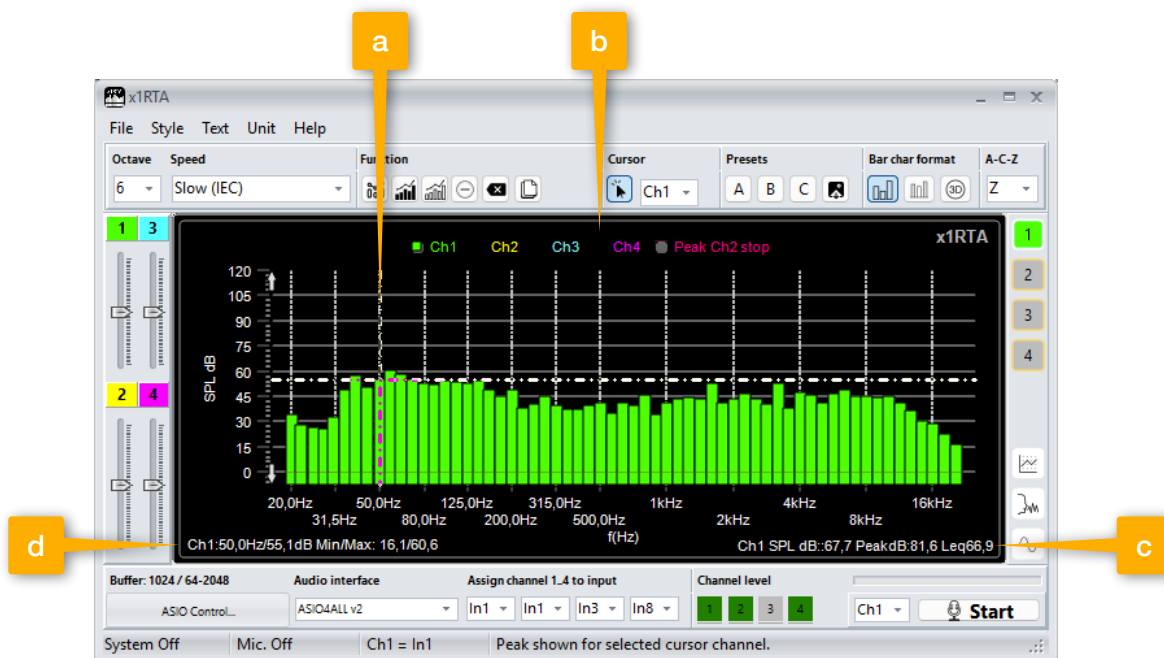 a
b
x1RTA
File Style Text Unit Help
Octave Speed Function Cursor Presets Bar char format A-C-Z
6 Slow (IEC) Ch1 A B C 3D Z
1 3
Ch1 Ch2 Ch3 Ch4 Peak Ch2 stop x1RTA
1
2
3
4
120
105
90
75
60
45
30
15
0
SPL dB
2 4
20,0Hz 50,0Hz 125,0Hz 315,0Hz 1kHz 4kHz 16kHz
31,5Hz 80,0Hz 200,0Hz 500,0Hz 2kHz 8kHz
f(Hz)
d
Ch1:50,0Hz/55,1dB Min/Max: 16,1/60,6
Ch1 SPL dB::67,7 PeakdB:81,6 Leq66,9
c
Buffer: 1024 / 64-2048 Audio interface Assign channel 1..4 to input Channel level
ASIO Control... ASIO4ALL v2 In1 In1 In3 In8 1 2 3 4 Ch1 Start
System Off Mic. Off Ch1 = In1 Peak shown for selected cursor channel.